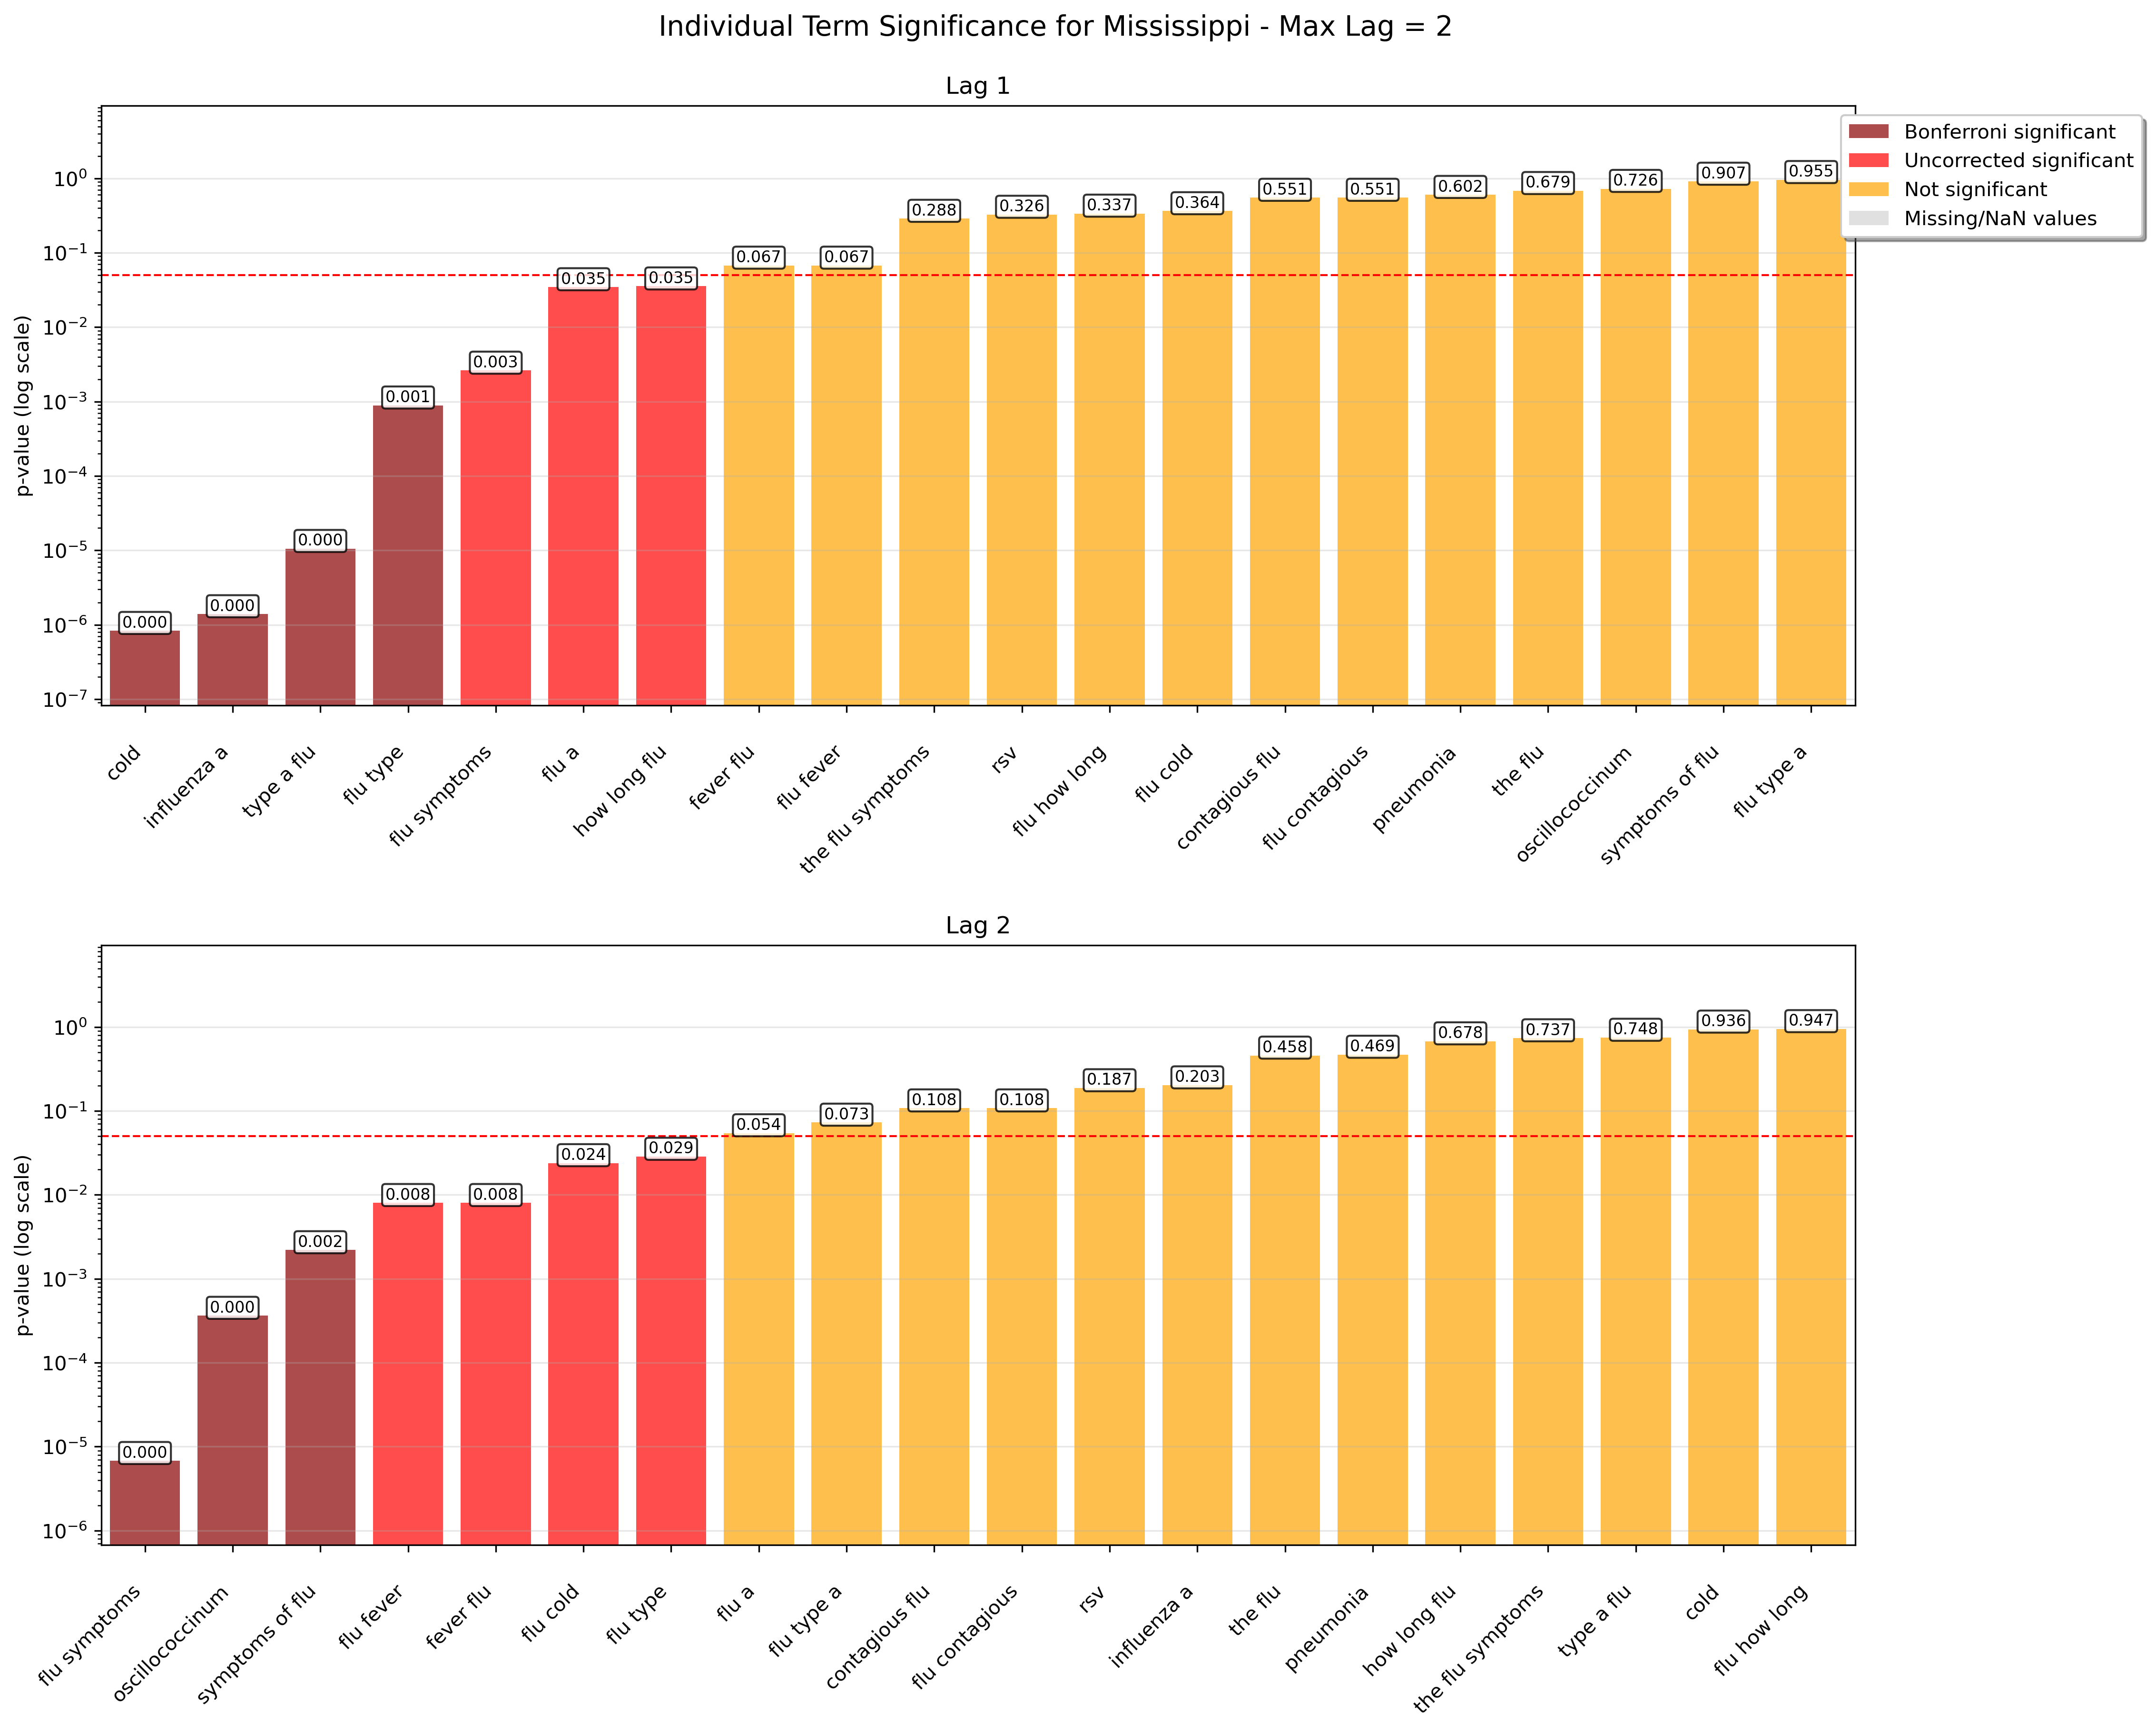 Individual Term Significance for Mississippi - Max Lag = 2
Lag 1
Bonferroni significant
Uncorrected significant
Not significant
Missing/NaN values
p-value (log scale)
10⁰
10⁻¹
10⁻²
10⁻³
10⁻⁴
10⁻⁵
10⁻⁶
10⁻⁷
0.000
0.000
0.000
0.001
0.003
0.035
0.035
0.067
0.067
0.288
0.326
0.337
0.364
0.551
0.551
0.602
0.679
0.726
0.907
0.955
cold
influenza a
type a flu
flu type
flu symptoms
flu a
how long flu
fever flu
flu fever
the flu symptoms
rsv
flu how long
flu cold
contagious flu
flu contagious
pneumonia
the flu
oscillococcinum
symptoms of flu
flu type a
Lag 2
p-value (log scale)
10⁰
10⁻¹
10⁻²
10⁻³
10⁻⁴
10⁻⁵
10⁻⁶
0.000
0.000
0.002
0.008
0.008
0.024
0.029
0.054
0.073
0.108
0.108
0.187
0.203
0.458
0.469
0.678
0.737
0.748
0.936
0.947
flu symptoms
oscillococcinum
symptoms of flu
flu fever
fever flu
flu cold
flu type
flu a
flu type a
contagious flu
flu contagious
rsv
influenza a
the flu
pneumonia
how long flu
the flu symptoms
type a flu
cold
flu how long